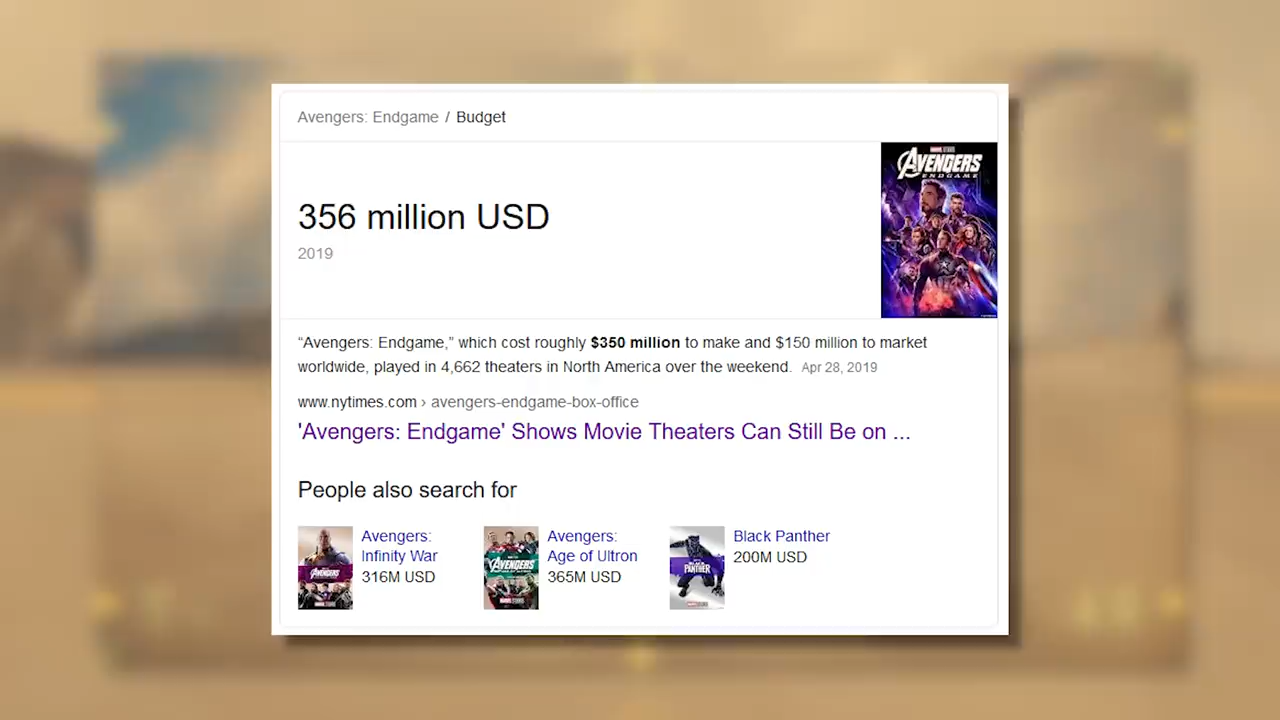 Avengers: Endgame / Budget
356 million USD
2019
AVENGERS
ENDGAME
“Avengers: Endgame,” which cost roughly $350 million to make and $150 million to market
worldwide, played in 4,662 theaters in North America over the weekend. Apr 28, 2019
www.nytimes.com › avengers-endgame-box-office
'Avengers: Endgame' Shows Movie Theaters Can Still Be on ...
People also search for
Avengers:
Infinity War
316M USD
Avengers:
Age of Ultron
365M USD
Black Panther
200M USD
AVENGERS
AVENGERS
PANTHER